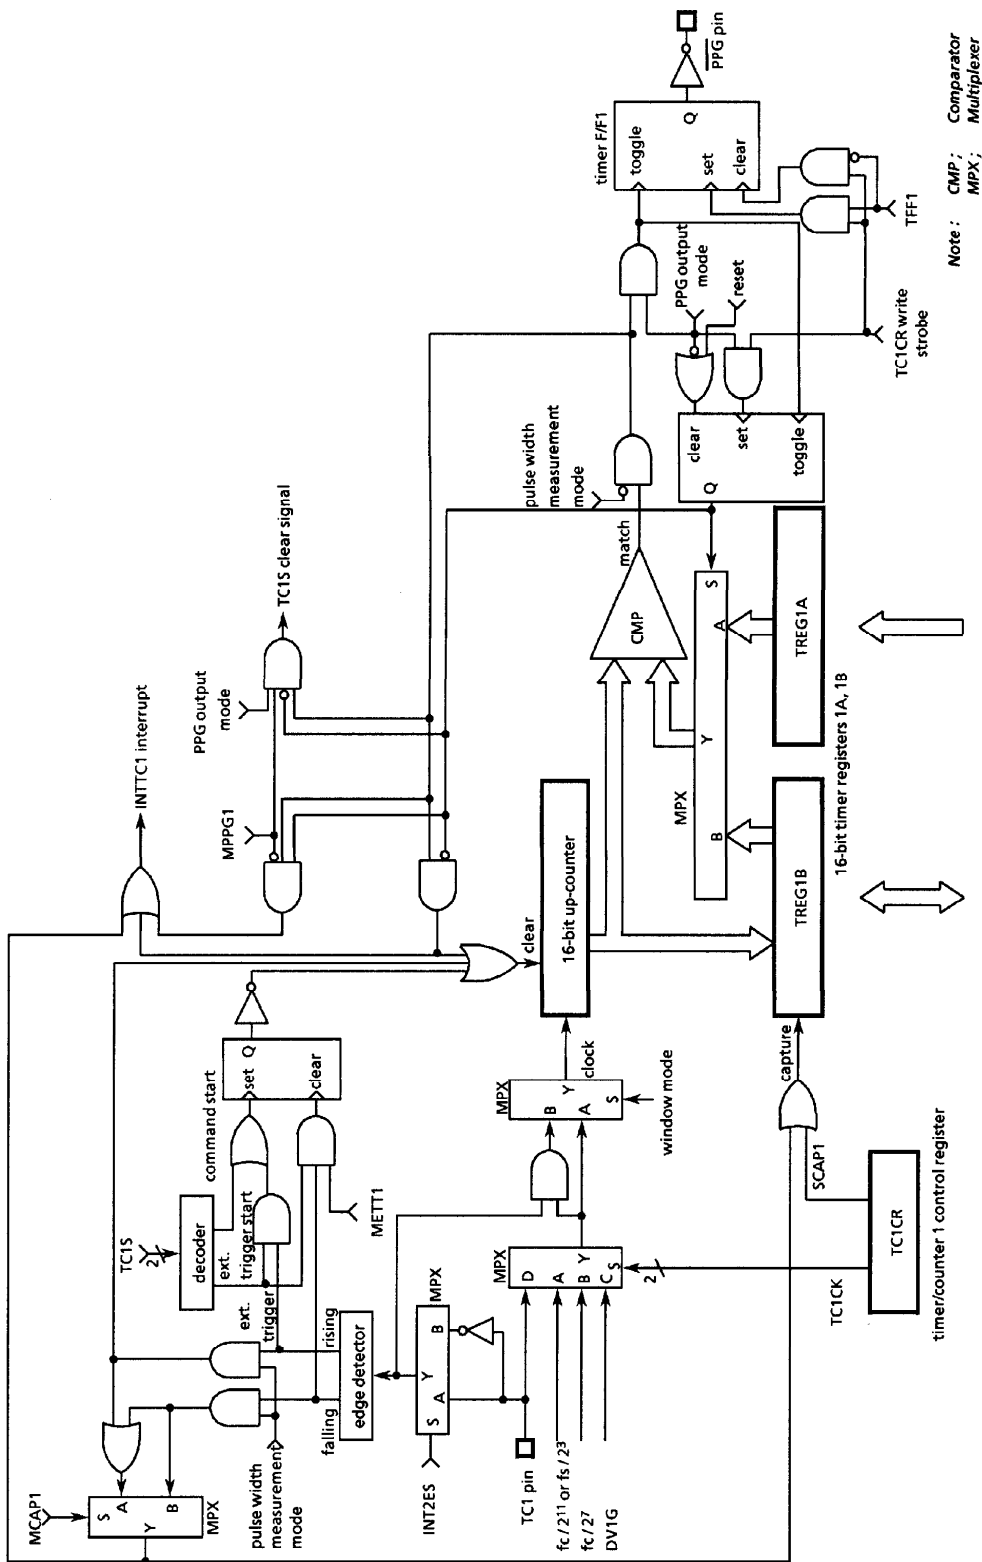 MCAP1
S
A
B
Y
MPX
pulse width
measurement
mode
falling
rising
edge detector
ext.
trigger
TC1S
2
decoder
ext.
trigger start
command start
set
Q
clear
METT1
INT2ES
S
A
Y
B
MPX
TC1 pin
fc / 2¹¹ or fs / 2³
fc / 2⁷
DV1G
MPX
D
A
B
C
Y
S
2
TC1CK
TC1CR
timer/counter 1 control register
SCAP1
capture
MPX
B
A
Y
S
clock
window mode
clear
16-bit up-counter
INTTC1 interrupt
MPPG1
PPG output
mode
TC1S clear signal
TREG1B
TREG1A
16-bit timer registers 1A, 1B
MPX
B
Y
A
S
CMP
match
pulse width
measurement
mode
Q
clear
set
toggle
PPG output
mode
reset
TC1CR write
strobe
TFF1
timer F/F1
toggle
set
clear
Q
PPG pin
Note :
CMP ;
Comparator
MPX ;
Multiplexer